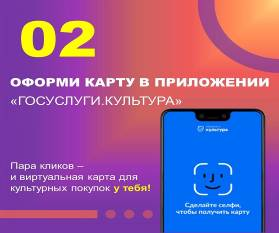 02
ОФОРМИ КАРТУ В ПРИЛОЖЕНИИ
«ГОСУСЛУГИ.КУЛЬТУРА»
Пара кликов –
и виртуальная карта для
культурных покупок у тебя!
культура
Сделайте селфи,
чтобы получить карту